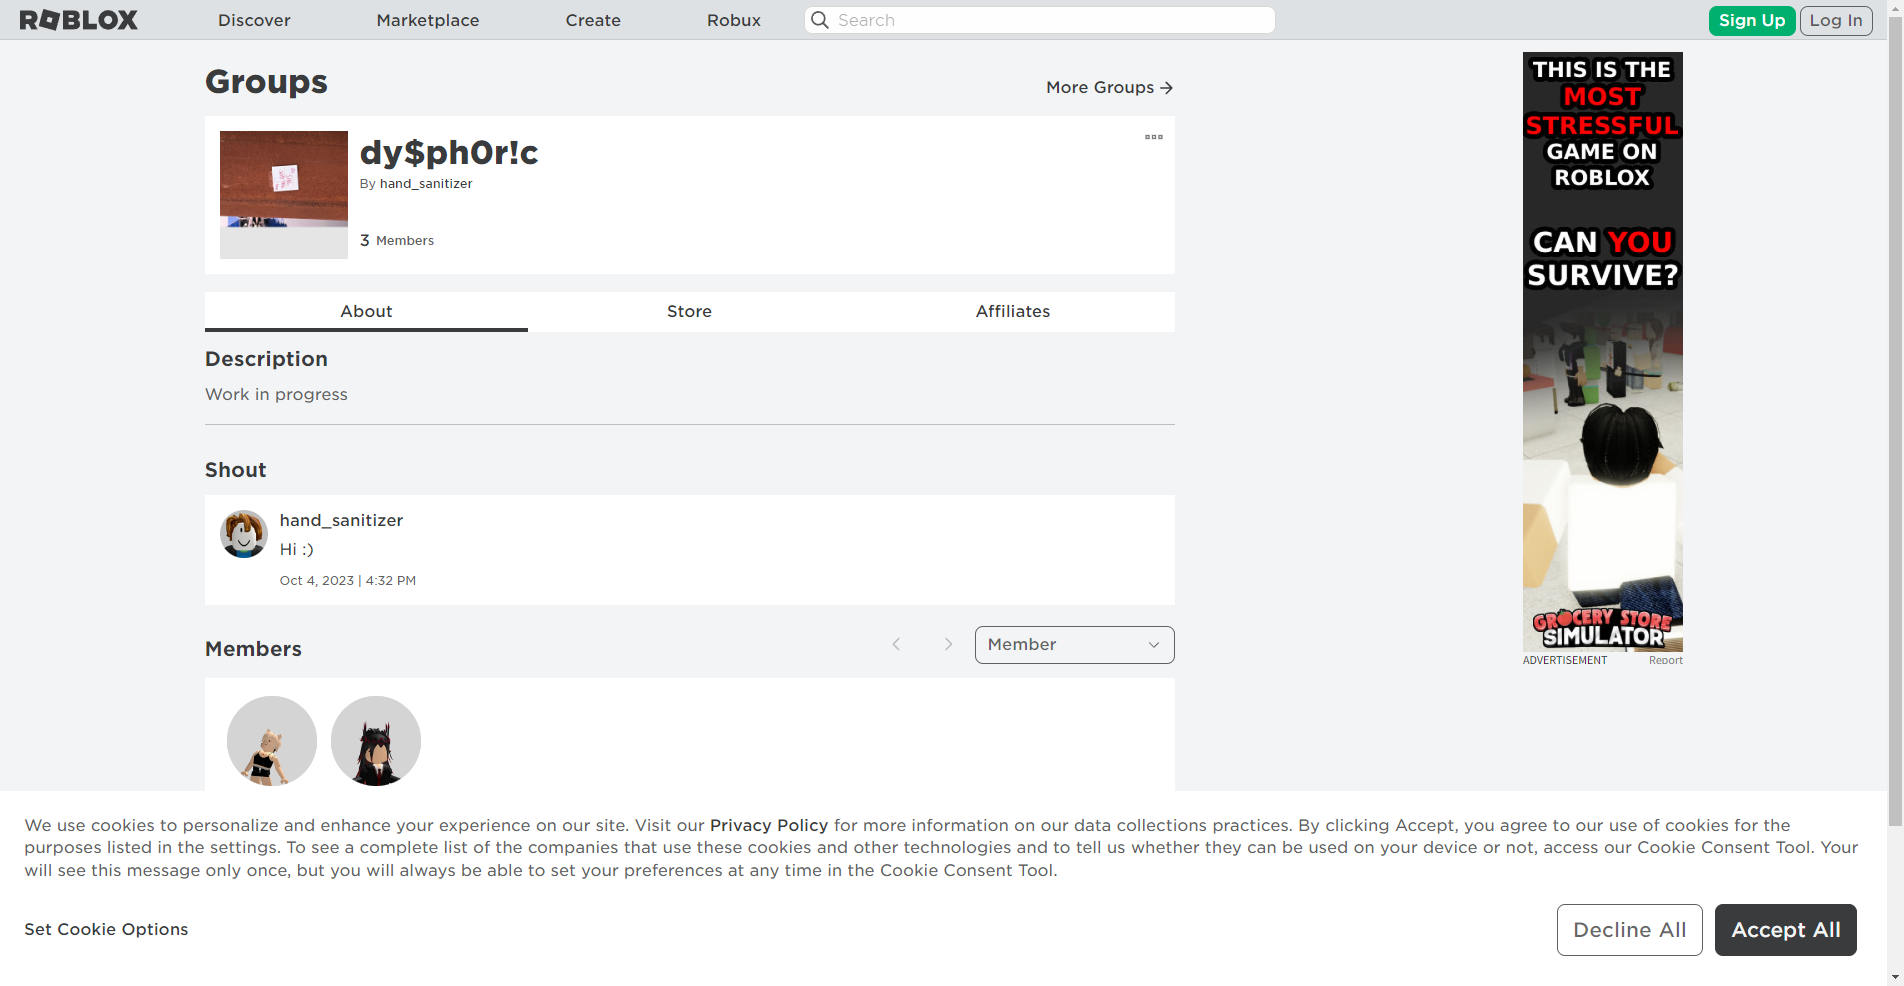 ROBLOX
Discover
Marketplace
Create
Robux
Search
Sign Up
Log In
Groups
More Groups
dy$ph0r!c
By hand_sanitizer
3 Members
About
Store
Affiliates
Description
Work in progress
Shout
hand_sanitizer
Hi :)
Oct 4, 2023 | 4:32 PM
Members
Member
THIS IS THE
MOST
STRESSFUL
GAME ON
ROBLOX
CAN YOU
SURVIVE?
GROCERY STORE
SIMULATOR
ADVERTISEMENT
Report
We use cookies to personalize and enhance your experience on our site. Visit our Privacy Policy for more information on our data collections practices. By clicking Accept, you agree to our use of cookies for the
purposes listed in the settings. To see a complete list of the companies that use these cookies and other technologies and to tell us whether they can be used on your device or not, access our Cookie Consent Tool. Your
will see this message only once, but you will always be able to set your preferences at any time in the Cookie Consent Tool.
Set Cookie Options
Decline All
Accept All